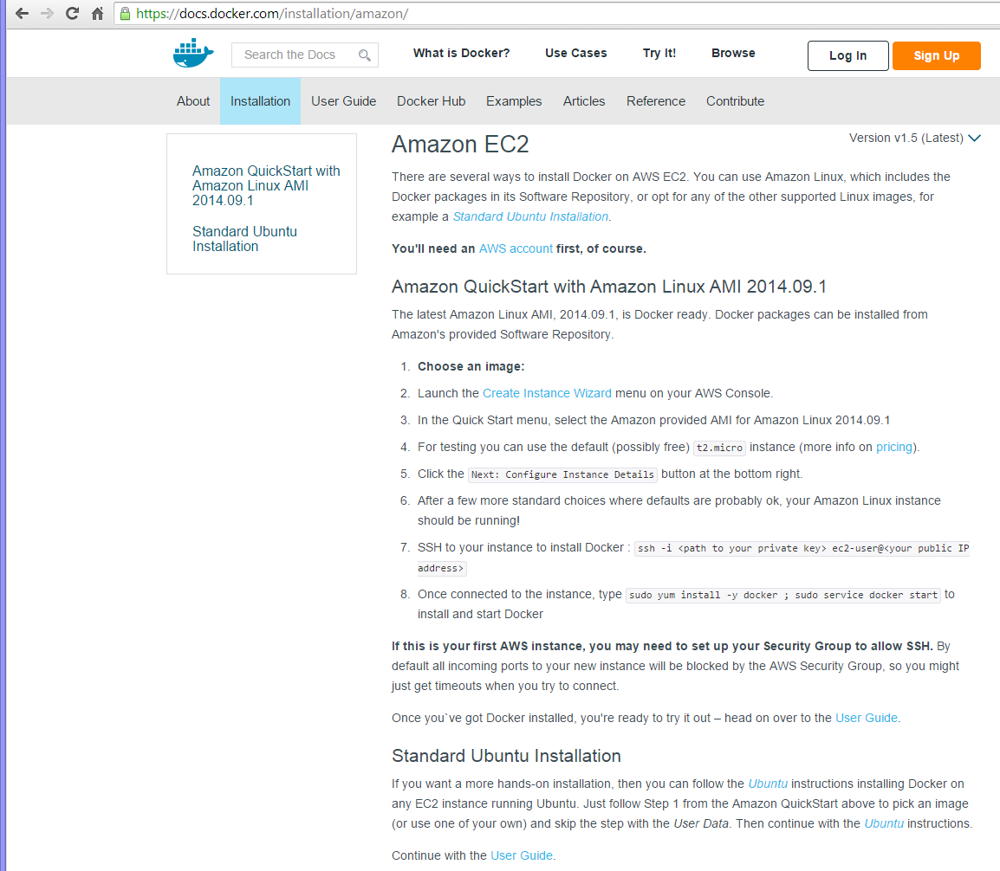 https://docs.docker.com/installation/amazon/
Search the Docs
What is Docker?
Use Cases
Try It!
Browse
Log In
Sign Up
About
Installation
User Guide
Docker Hub
Examples
Articles
Reference
Contribute
Amazon QuickStart with
Amazon Linux AMI
2014.09.1
Standard Ubuntu
Installation
Amazon EC2
Version v1.5 (Latest)
There are several ways to install Docker on AWS EC2. You can use Amazon Linux, which includes the
Docker packages in its Software Repository, or opt for any of the other supported Linux images, for
example a Standard Ubuntu Installation.
You'll need an AWS account first, of course.
Amazon QuickStart with Amazon Linux AMI 2014.09.1
The latest Amazon Linux AMI, 2014.09.1, is Docker ready. Docker packages can be installed from
Amazon's provided Software Repository.
1. Choose an image:
2. Launch the Create Instance Wizard menu on your AWS Console.
3. In the Quick Start menu, select the Amazon provided AMI for Amazon Linux 2014.09.1
4. For testing you can use the default (possibly free) t2.micro instance (more info on pricing).
5. Click the Next: Configure Instance Details button at the bottom right.
6. After a few more standard choices where defaults are probably ok, your Amazon Linux instance
should be running!
7. SSH to your instance to install Docker : ssh -i <path to your private key> ec2-user@<your public IP
address>
8. Once connected to the instance, type sudo yum install -y docker ; sudo service docker start to
install and start Docker
If this is your first AWS instance, you may need to set up your Security Group to allow SSH. By
default all incoming ports to your new instance will be blocked by the AWS Security Group, so you might
just get timeouts when you try to connect.
Once you`ve got Docker installed, you're ready to try it out – head on over to the User Guide.
Standard Ubuntu Installation
If you want a more hands-on installation, then you can follow the Ubuntu instructions installing Docker on
any EC2 instance running Ubuntu. Just follow Step 1 from the Amazon QuickStart above to pick an image
(or use one of your own) and skip the step with the User Data. Then continue with the Ubuntu instructions.
Continue with the User Guide.